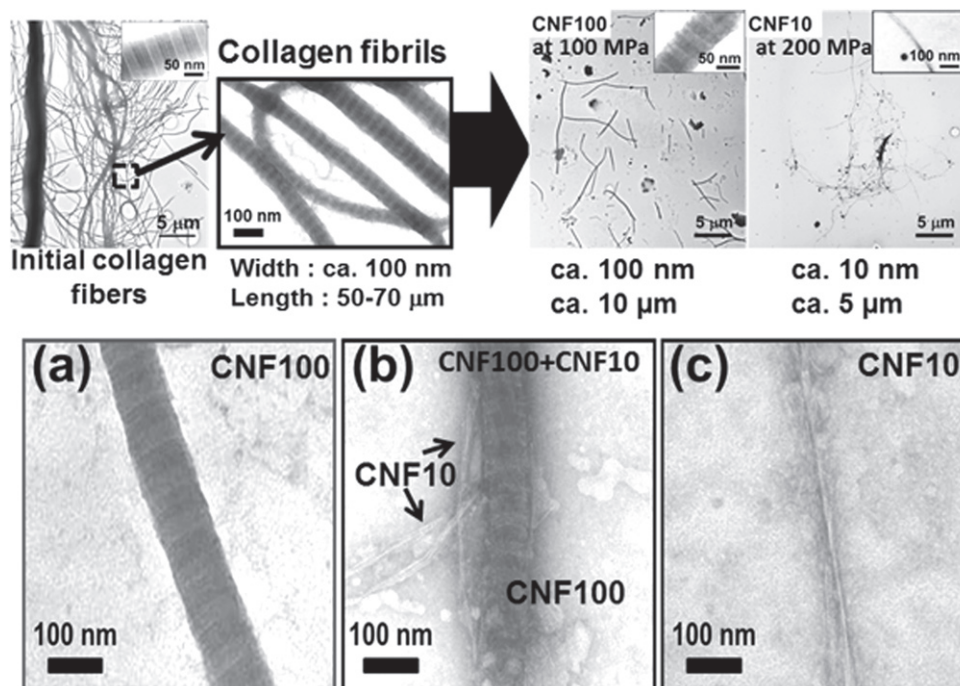 Collagen fibrils
50 nm
5 μm
Initial collagen
fibers
100 nm
Width : ca. 100 nm
Length : 50-70 μm
CNF100
at 100 MPa
50 nm
5 μm
ca. 100 nm
ca. 10 μm
CNF10
at 200 MPa
100 nm
5 μm
ca. 10 nm
ca. 5 μm
(a)
CNF100
100 nm
(b)
CNF100+CNF10
CNF10
CNF100
100 nm
(c)
CNF10
100 nm